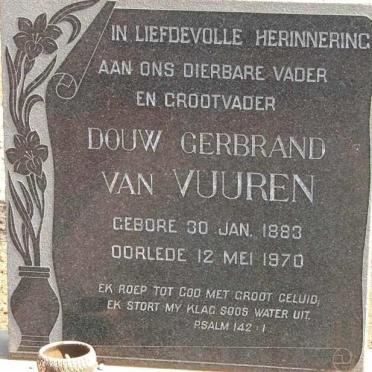 IN LIEFDEVOLLE HERINNERING
AAN ONS DIERBARE VADER
EN GROOTVADER
DOUW GERBRAND
VAN VUUREN
GEBORE 30 JAN. 1883
OORLEDE 12 MEI 1970
EK ROEP TOT GOD MET GROOT GELUID;
EK STORT MY KLAG SOOS WATER UIT.
PSALM 142:1